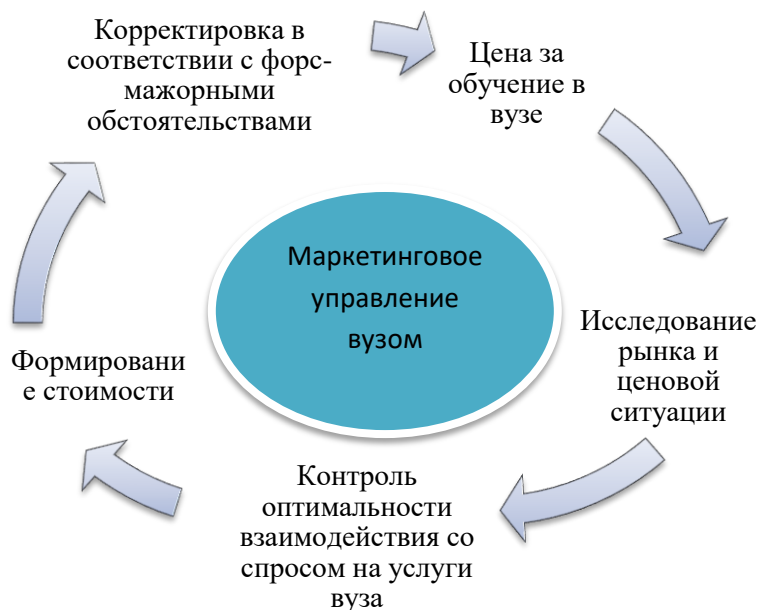 Корректировка в
соответствии с форс-
мажорными
обстоятельствами
Цена за
обучение в
вузе
Исследование
рынка и
ценовой
ситуации
Контроль
оптимальности
взаимодействия со
спросом на услуги
вуза
Формировани
е стоимости
Маркетинговое
управление
вузом